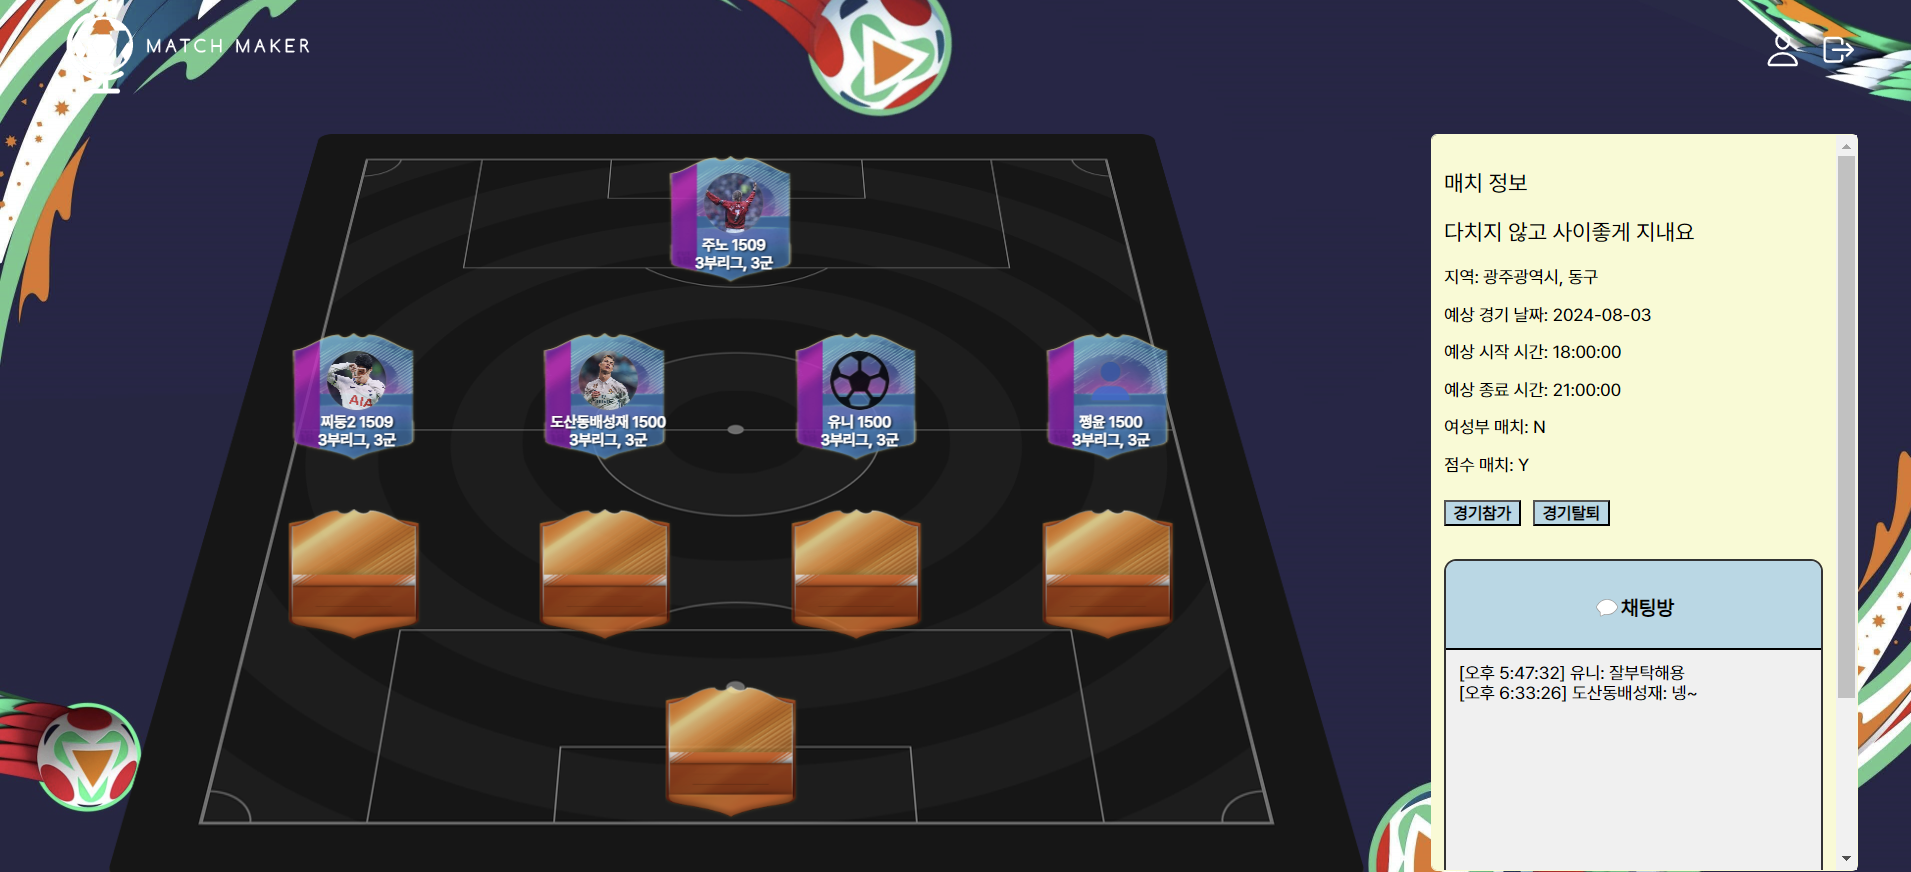 MATCH MAKER
주노 1509
3부리그, 3군
찌둥2 1509
3부리그, 3군
도산동배성재 1500
3부리그, 3군
유니 1500
3부리그, 3군
쩡윤 1500
3부리그, 3군
매치 정보
다치지 않고 사이좋게 지내요
지역: 광주광역시, 동구
예상 경기 날짜: 2024-08-03
예상 시작 시간: 18:00:00
예상 종료 시간: 21:00:00
여성부 매치: N
점수 매치: Y
경기참가 경기탈퇴
채팅방
[오후 5:47:32] 유니: 잘부탁해용
[오후 6:33:26] 도산동배성재: 넹~
AIA